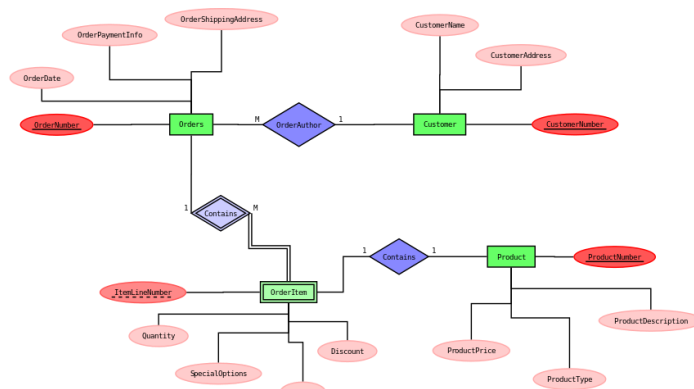 OrderShippingAddress
OrderPaymentInfo
CustomerName
CustomerAddress
OrderDate
OrderNumber
Orders
M
OrderAuthor
1
Customer
CustomerNumber
1
Contains
M
1
Contains
1
Product
ProductNumber
ItemLineNumber
OrderItem
ProductDescription
Quantity
Discount
ProductPrice
SpecialOptions
ProductType